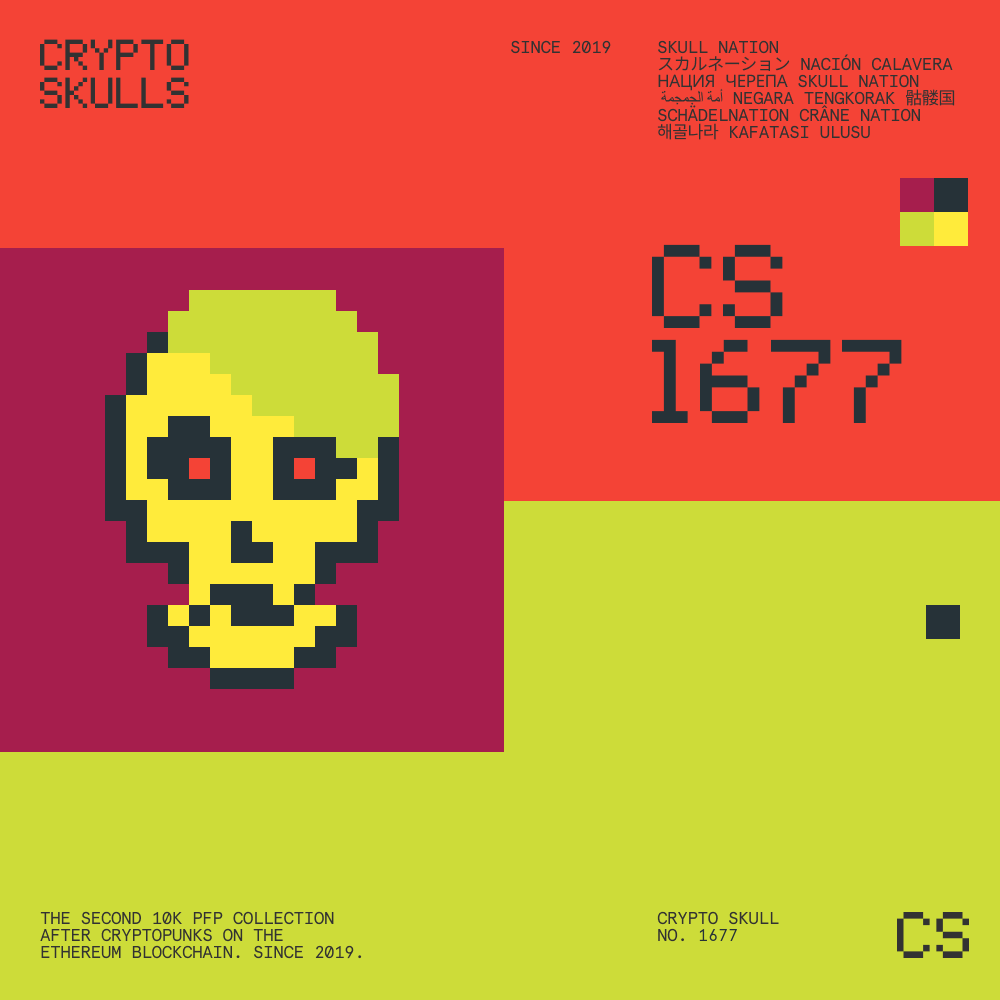 CRYPTO
SKULLS
SINCE 2019
SKULL NATION
スカルネーション NACIÓN CALAVERA
НАЦИЯ ЧЕРЕПА SKULL NATION
أمة الجمجمة NEGARA TENGKORAK 骷髅国
SCHÄDELNATION CRÂNE NATION
해골나라 KAFATASI ULUSU
CS
1677
THE SECOND 10K PFP COLLECTION
AFTER CRYPTOPUNKS ON THE
ETHEREUM BLOCKCHAIN. SINCE 2019.
CRYPTO SKULL
NO. 1677
CS